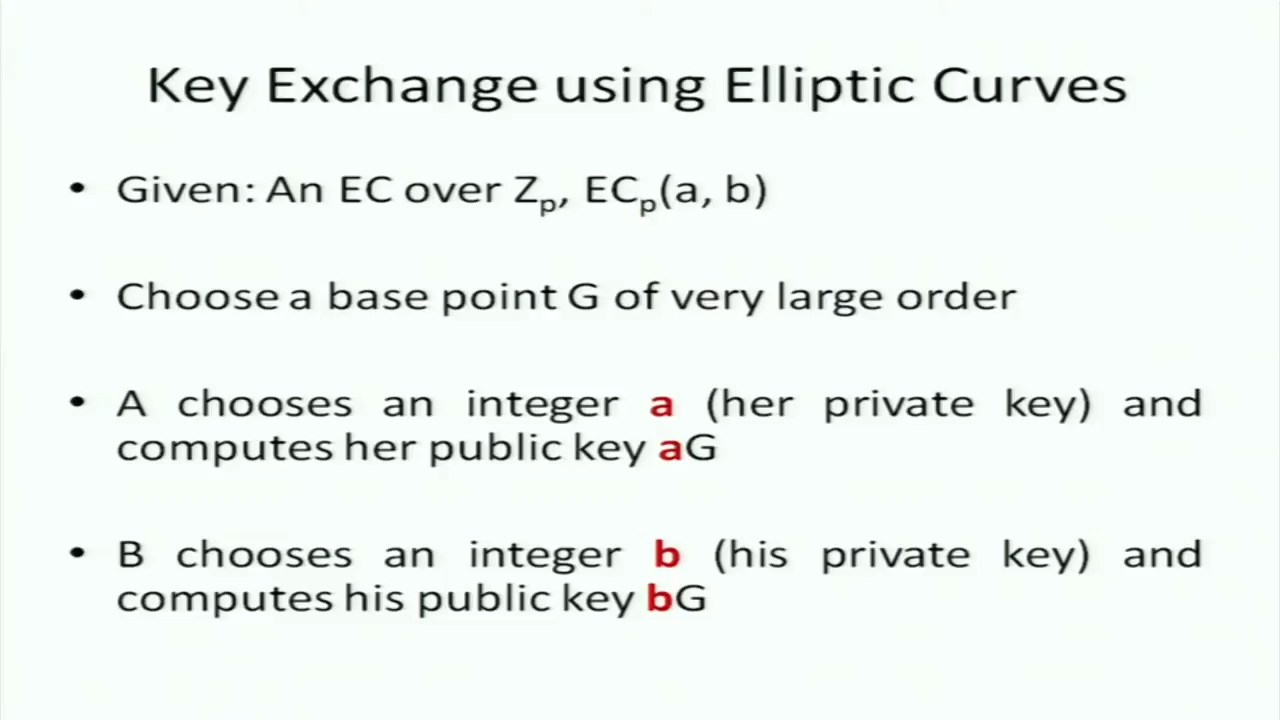 Key Exchange using Elliptic Curves
• Given: An EC over Zₚ, ECₚ(a, b)
• Choose a base point G of very large order
• A chooses an integer a (her private key) and
computes her public key aG
• B chooses an integer b (his private key) and
computes his public key bG